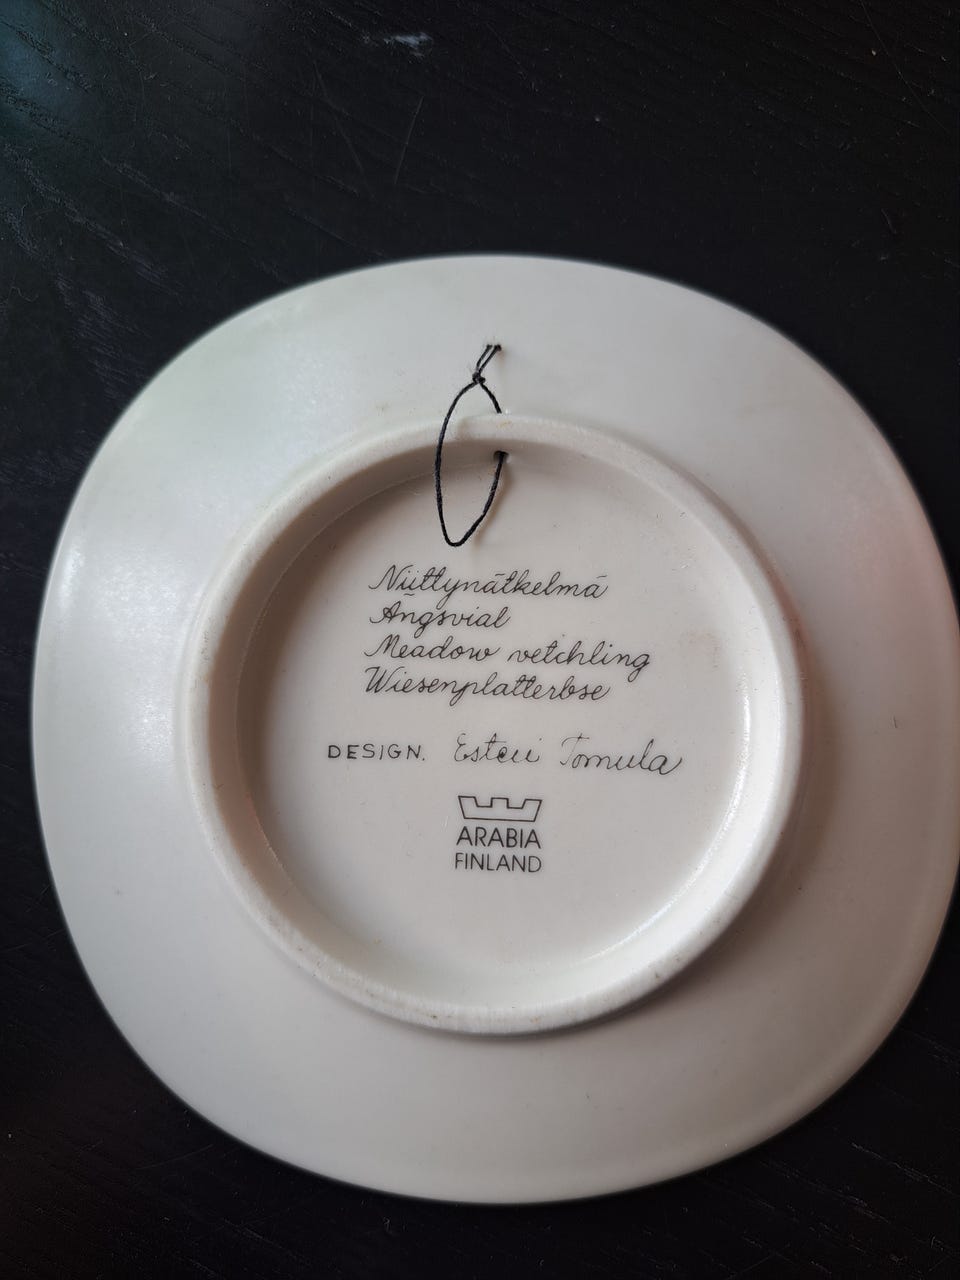 Niittynätkelmä
Ängsvial
Meadow vetchling
Wiesenplatterbse
DESIGN. Esteri Tomula
ARABIA
FINLAND